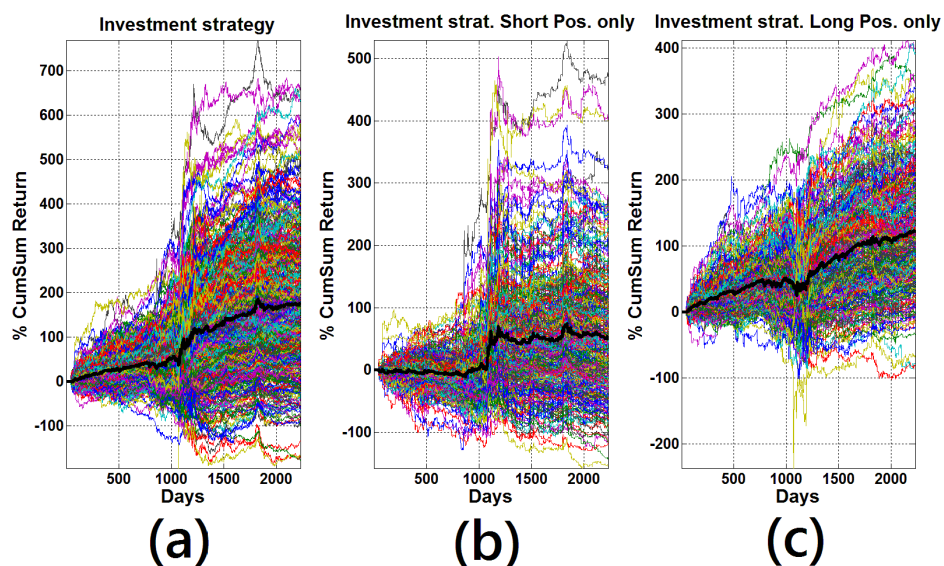 Investment strategy
% CumSum Return
700
600
500
400
300
200
100
0
-100
500 1000 1500 2000
Days
(a)
Investment strat. Short Pos. only
% CumSum Return
500
400
300
200
100
0
-100
500 1000 1500 2000
Days
(b)
Investment strat. Long Pos. only
% CumSum Return
400
300
200
100
0
-100
-200
500 1000 1500 2000
Days
(c)